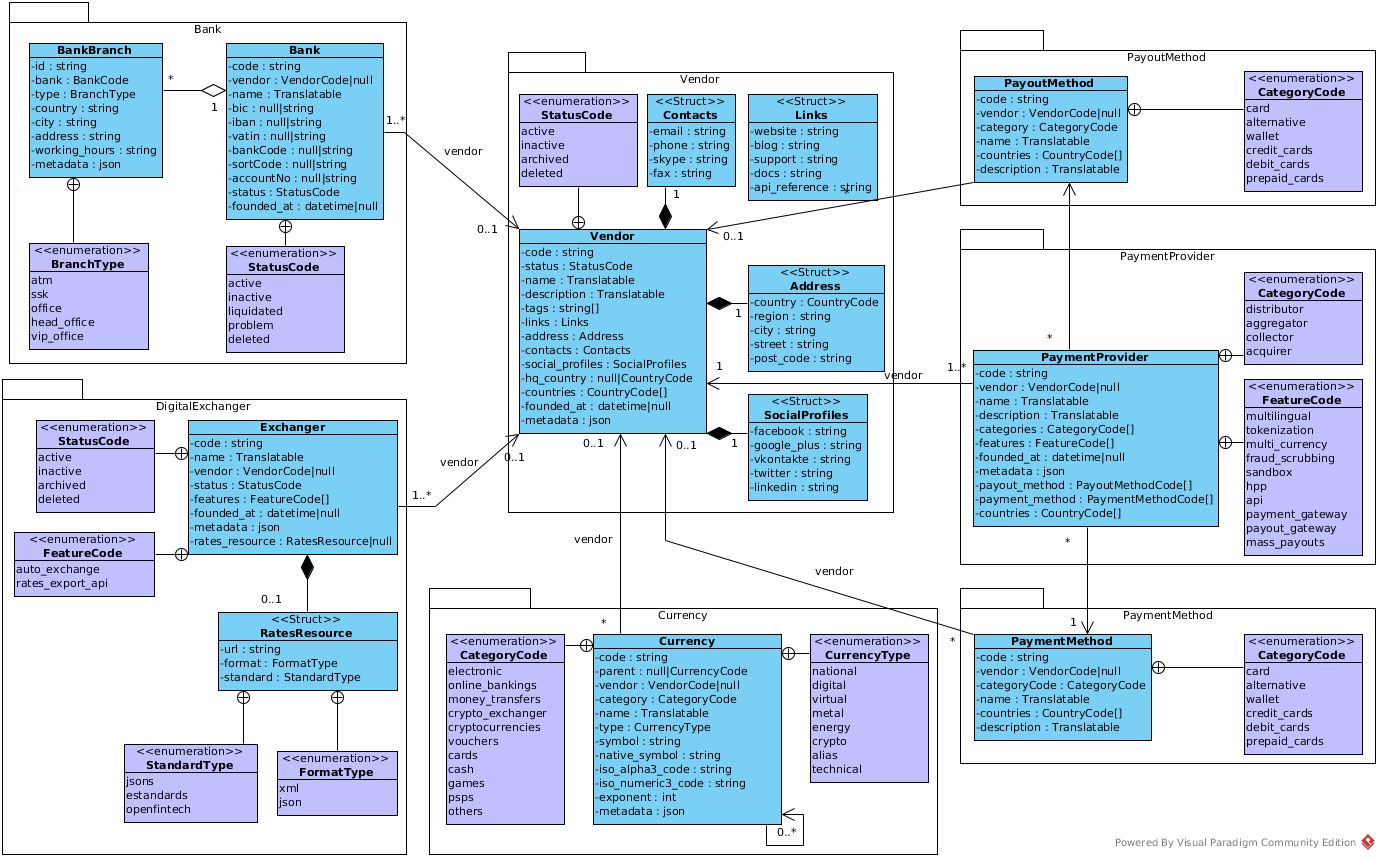 Bank
BankBranch
-id : string
-bank : BankCode
-type : BranchType
-country : string
-city : string
-address : string
-working_hours : string
-metadata : json
*
1
Bank
-code : string
-vendor : VendorCode|null
-name : Translatable
-bic : null|string
-iban : null|string
-vatin : null|string
-bankCode : null|string
-sortCode : null|string
-accountNo : null|string
-status : StatusCode
-founded_at : datetime|null
<<enumeration>>
BranchType
atm
ssk
office
head_office
vip_office
<<enumeration>>
StatusCode
active
inactive
liquidated
problem
deleted
1..*
vendor
0..1
DigitalExchanger
<<enumeration>>
StatusCode
active
inactive
archived
deleted
<<enumeration>>
FeatureCode
auto_exchange
rates_export_api
Exchanger
-code : string
-name : Translatable
-vendor : VendorCode|null
-status : StatusCode
-features : FeatureCode[]
-founded_at : datetime|null
-metadata : json
-rates_resource : RatesResource|null
0..1
<<Struct>>
RatesResource
-url : string
-format : FormatType
-standard : StandardType
<<enumeration>>
StandardType
jsons
estandards
openfintech
<<enumeration>>
FormatType
xml
json
1..*
vendor
0..1
Vendor
<<enumeration>>
StatusCode
active
inactive
archived
deleted
<<Struct>>
Contacts
-email : string
-phone : string
-skype : string
-fax : string
1
<<Struct>>
Links
-website : string
-blog : string
-support : string
-docs : string
-api_reference : string
*
0..1
Vendor
-code : string
-status : StatusCode
-name : Translatable
-description : Translatable
-tags : string[]
-links : Links
-address : Address
-contacts : Contacts
-social_profiles : SocialProfiles
-hq_country : null|CountryCode
-countries : CountryCode[]
-founded_at : datetime|null
-metadata : json
<<Struct>>
Address
-country : CountryCode
-region : string
-city : string
-street : string
-post_code : string
1
1
vendor
1..*
<<Struct>>
SocialProfiles
-facebook : string
-google_plus : string
-vkontakte : string
-twitter : string
-linkedin : string
1
0..1
0..1
vendor
vendor
*
*
Currency
<<enumeration>>
CategoryCode
electronic
online_bankings
money_transfers
crypto_exchanger
cryptocurrencies
vouchers
cards
cash
games
psps
others
Currency
-code : string
-parent : null|CurrencyCode
-vendor : VendorCode|null
-category : CategoryCode
-name : Translatable
-type : CurrencyType
-symbol : string
-native_symbol : string
-iso_alpha3_code : string
-iso_numeric3_code : string
-exponent : int
-metadata : json
0..*
<<enumeration>>
CurrencyType
national
digital
virtual
metal
energy
crypto
alias
technical
PayoutMethod
PayoutMethod
-code : string
-vendor : VendorCode|null
-category : CategoryCode
-name : Translatable
-countries : CountryCode[]
-description : Translatable
<<enumeration>>
CategoryCode
card
alternative
wallet
credit_cards
debit_cards
prepaid_cards
PaymentProvider
*
PaymentProvider
-code : string
-vendor : VendorCode|null
-name : Translatable
-description : Translatable
-categories : CategoryCode[]
-features : FeatureCode[]
-founded_at : datetime|null
-metadata : json
-payout_method : PayoutMethodCode[]
-payment_method : PaymentMethodCode[]
-countries : CountryCode[]
<<enumeration>>
CategoryCode
distributor
aggregator
collector
acquirer
<<enumeration>>
FeatureCode
multilingual
tokenization
multi_currency
fraud_scrubbing
sandbox
hpp
api
payment_gateway
payout_gateway
mass_payouts
*
1
PaymentMethod
PaymentMethod
-code : string
-vendor : VendorCode|null
-categoryCode : CategoryCode
-name : Translatable
-countries : CountryCode[]
-description : Translatable
<<enumeration>>
CategoryCode
card
alternative
wallet
credit_cards
debit_cards
prepaid_cards
Powered By Visual Paradigm Community Edition